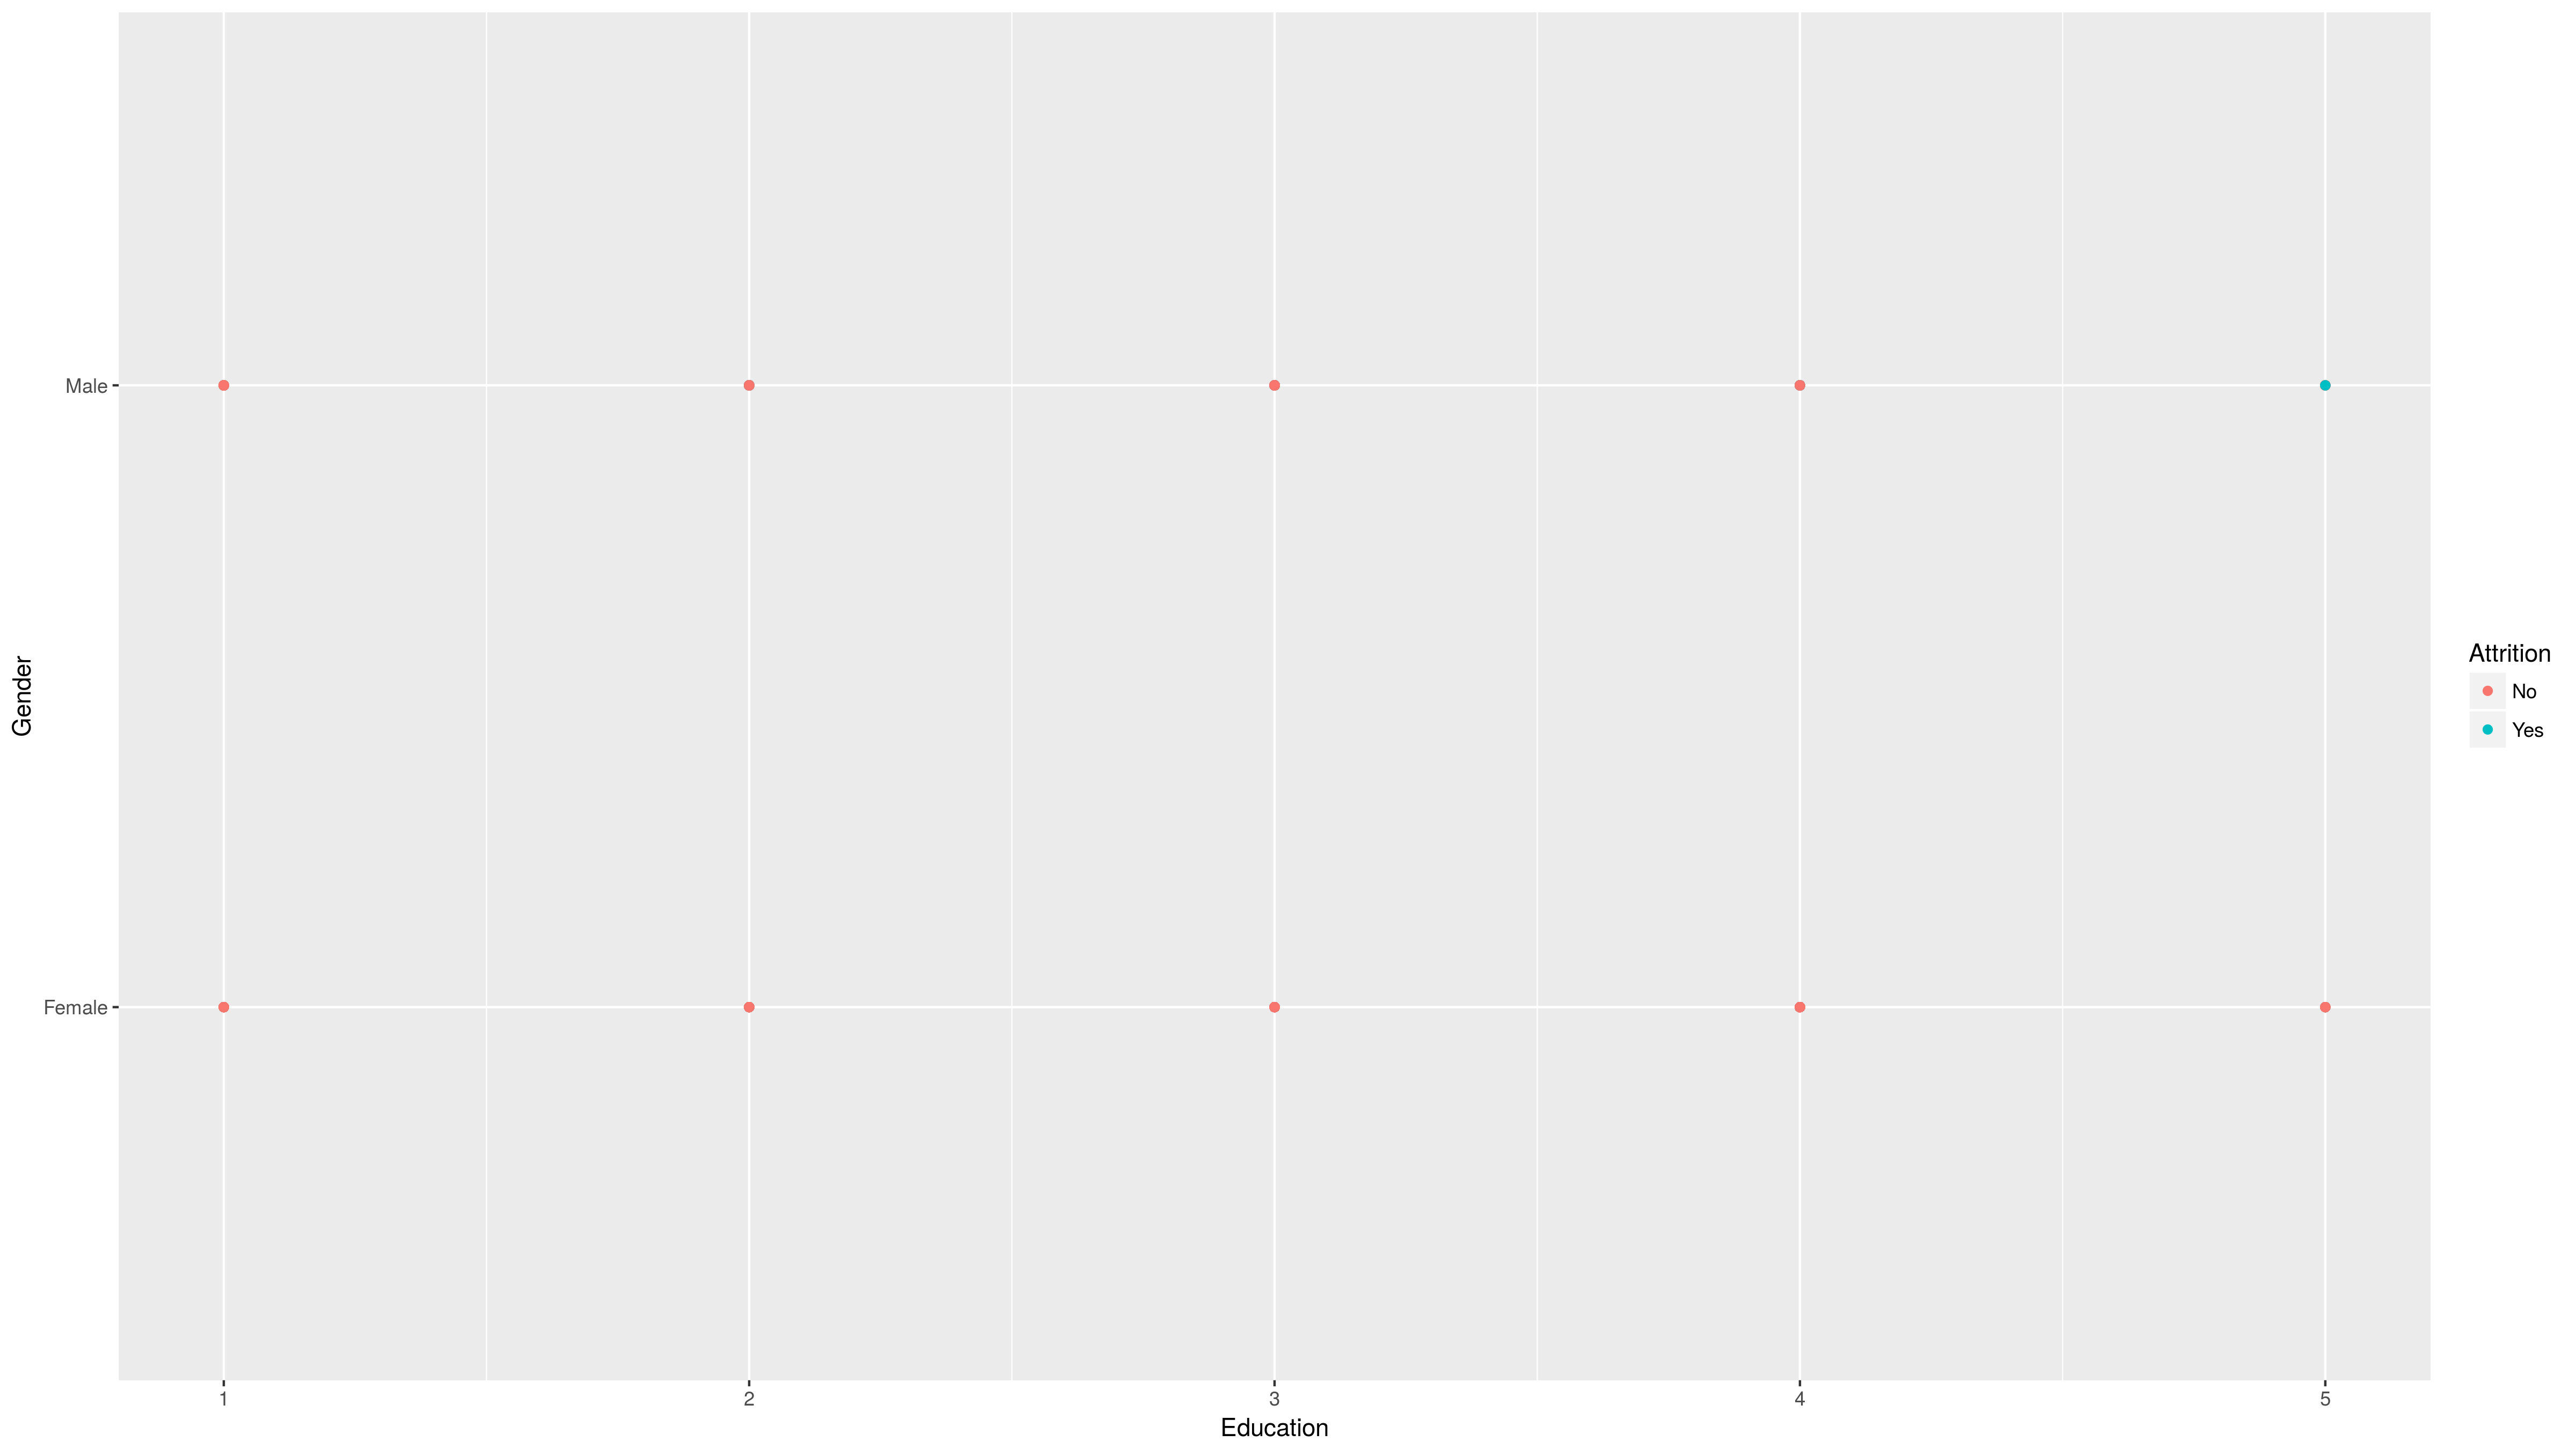 Male
Gender
Female
1 2 3 4 5
Education
Attrition
No
Yes